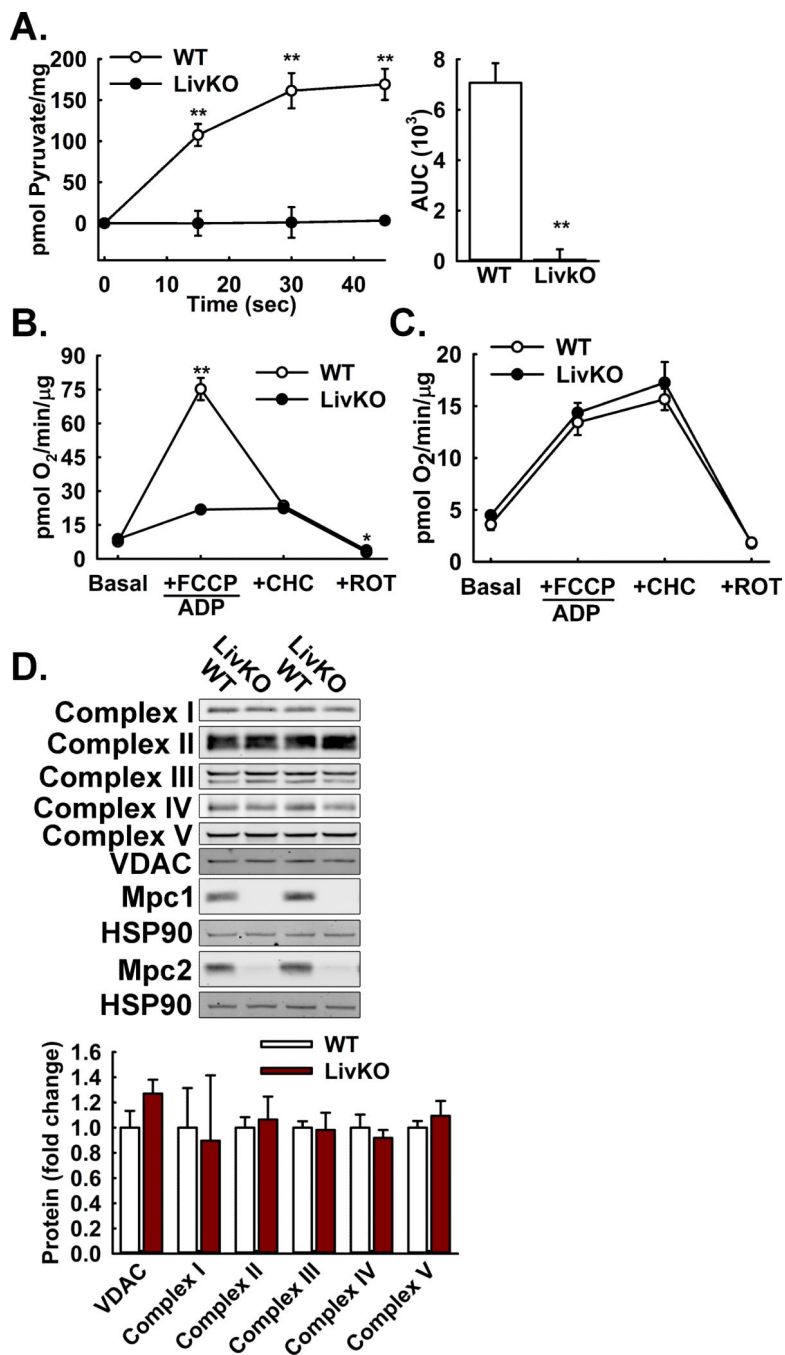 A.
WT
LivKO
**
**
**
200
150
100
50
0
pmol Pyruvate/mg
0 10 20 30 40
Time (sec)
8
6
4
2
0
AUC (10³)
**
WT LivkO
B.
90
75
60
45
30
15
0
pmol O₂/min/µg
**
WT
LivKO
*
Basal +FCCP +CHC +ROT
ADP
C.
20
15
10
5
0
pmol O₂/min/µg
WT
LivKO
Basal +FCCP +CHC +ROT
ADP
D.
WT LivKO WT LivKO
Complex I
Complex II
Complex III
Complex IV
Complex V
VDAC
Mpc1
HSP90
Mpc2
HSP90
WT
LivKO
1.6
1.4
1.2
1.0
0.8
0.6
0.4
0.2
0.0
Protein (fold change)
VDAC
Complex I
Complex II
Complex III
Complex IV
Complex V